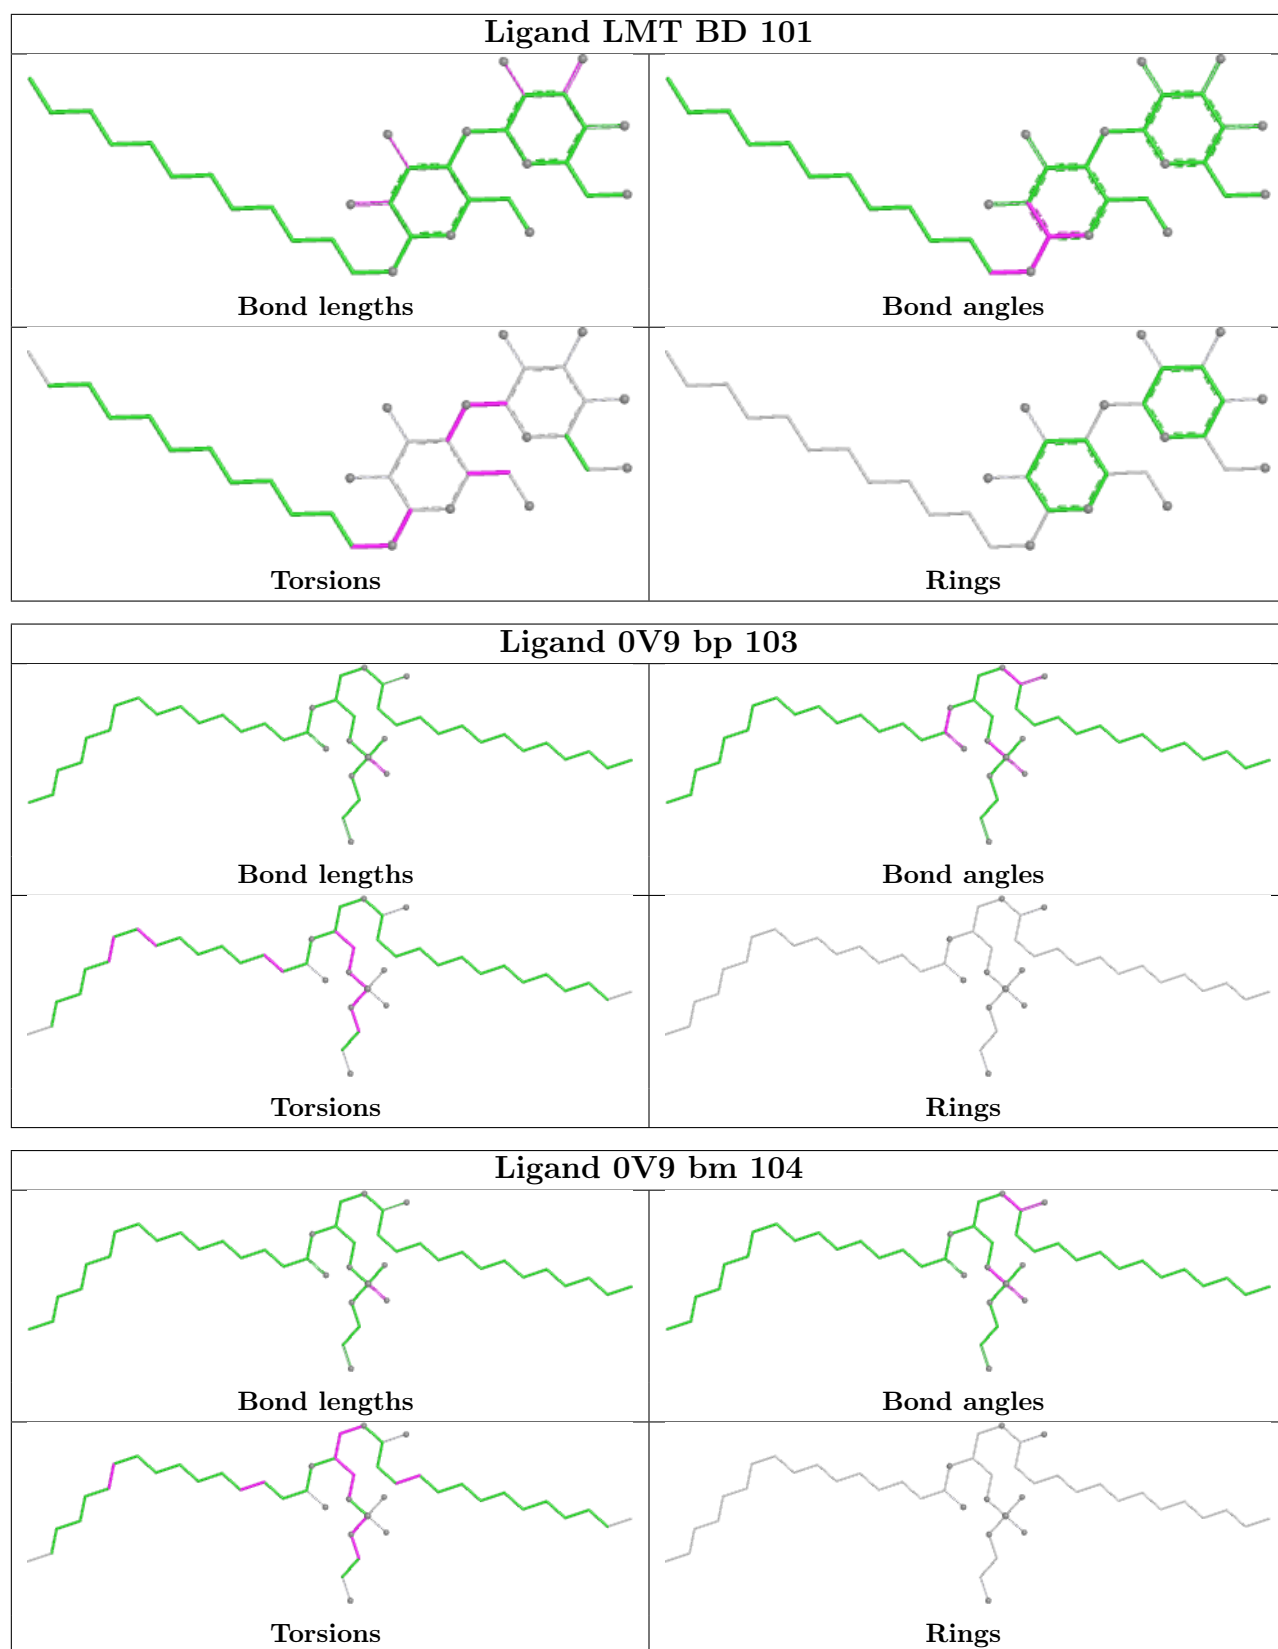 Ligand LMT BD 101
Bond lengths
Bond angles
Torsions
Rings
Ligand 0V9 bp 103
Bond lengths
Bond angles
Torsions
Rings
Ligand 0V9 bm 104
Bond lengths
Bond angles
Torsions
Rings